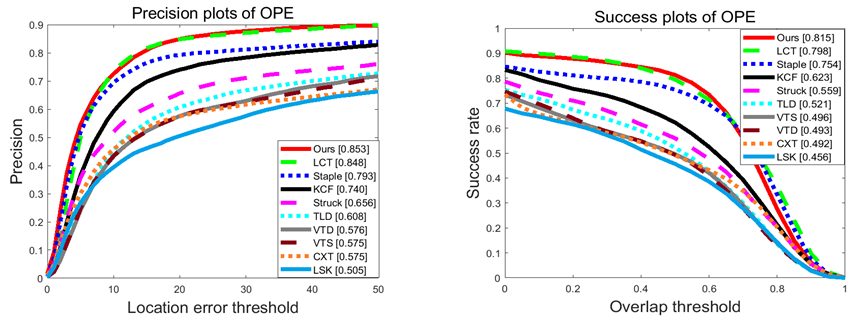 Precision plots of OPE
0.9
0.8
0.7
0.6
0.5
0.4
0.3
0.2
0.1
0
Precision
Ours [0.853]
LCT [0.848]
Staple [0.793]
KCF [0.740]
Struck [0.656]
TLD [0.608]
VTD [0.576]
VTS [0.575]
CXT [0.575]
LSK [0.505]
0 10 20 30 40 50
Location error threshold
Success plots of OPE
1
0.9
0.8
0.7
0.6
0.5
0.4
0.3
0.2
0.1
0
Success rate
Ours [0.815]
LCT [0.798]
Staple [0.754]
KCF [0.623]
Struck [0.559]
TLD [0.521]
VTS [0.496]
VTD [0.493]
CXT [0.492]
LSK [0.456]
0 0.2 0.4 0.6 0.8 1
Overlap threshold